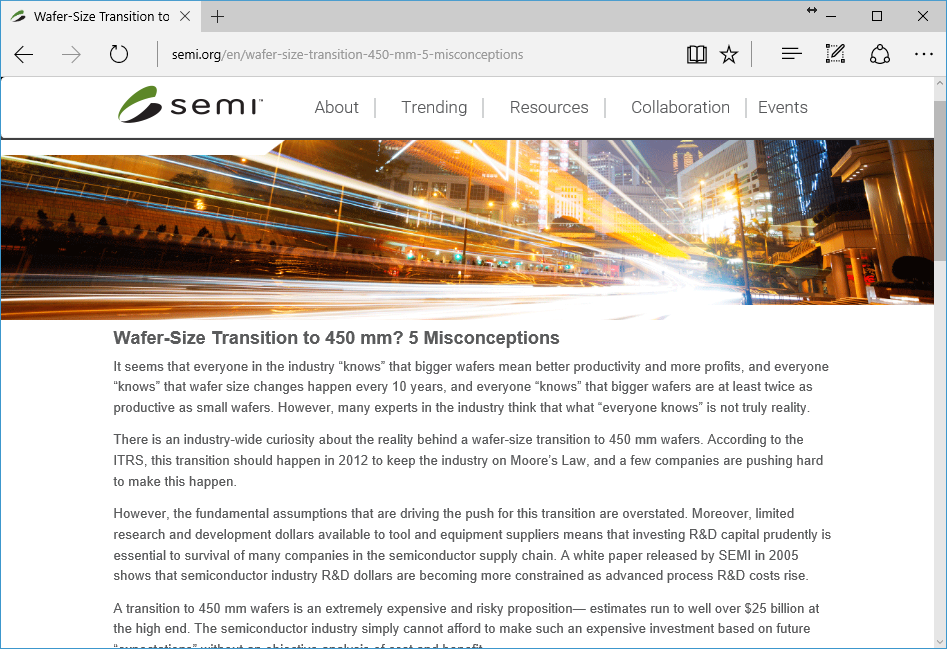 Wafer-Size Transition to
semi.org/en/wafer-size-transition-450-mm-5-misconceptions
semi™
About | Trending | Resources | Collaboration | Events
Wafer-Size Transition to 450 mm? 5 Misconceptions
It seems that everyone in the industry “knows” that bigger wafers mean better productivity and more profits, and everyone
“knows” that wafer size changes happen every 10 years, and everyone “knows” that bigger wafers are at least twice as
productive as small wafers. However, many experts in the industry think that what “everyone knows” is not truly reality.
There is an industry-wide curiosity about the reality behind a wafer-size transition to 450 mm wafers. According to the
ITRS, this transition should happen in 2012 to keep the industry on Moore’s Law, and a few companies are pushing hard
to make this happen.
However, the fundamental assumptions that are driving the push for this transition are overstated. Moreover, limited
research and development dollars available to tool and equipment suppliers means that investing R&D capital prudently is
essential to survival of many companies in the semiconductor supply chain. A white paper released by SEMI in 2005
shows that semiconductor industry R&D dollars are becoming more constrained as advanced process R&D costs rise.
A transition to 450 mm wafers is an extremely expensive and risky proposition— estimates run to well over $25 billion at
the high end. The semiconductor industry simply cannot afford to make such an expensive investment based on future
“expectations” without an objective analysis of cost and benefit.